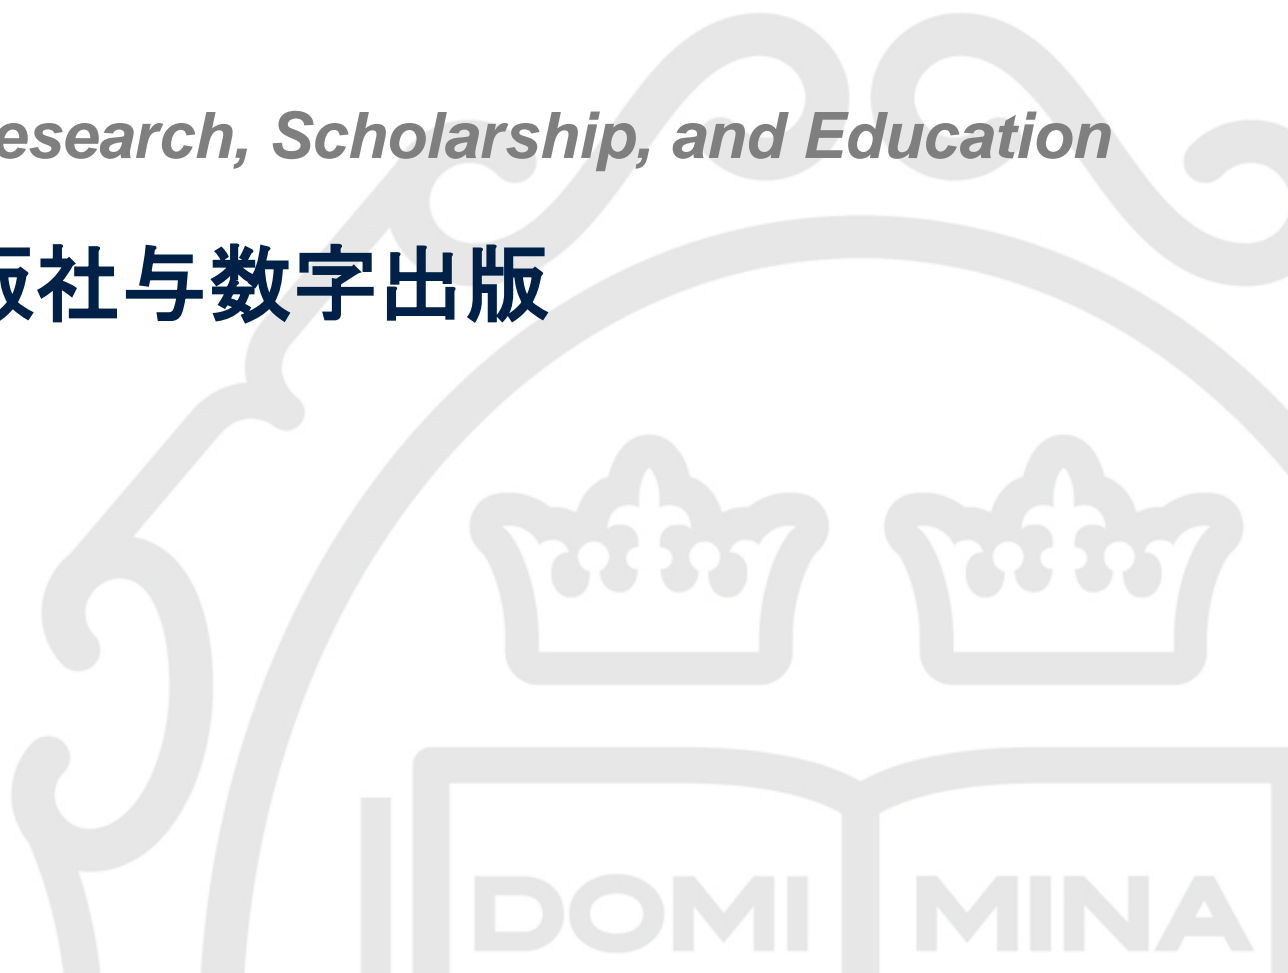 esearch, Scholarship, and Education
版社与数字出版
DOMI MINA